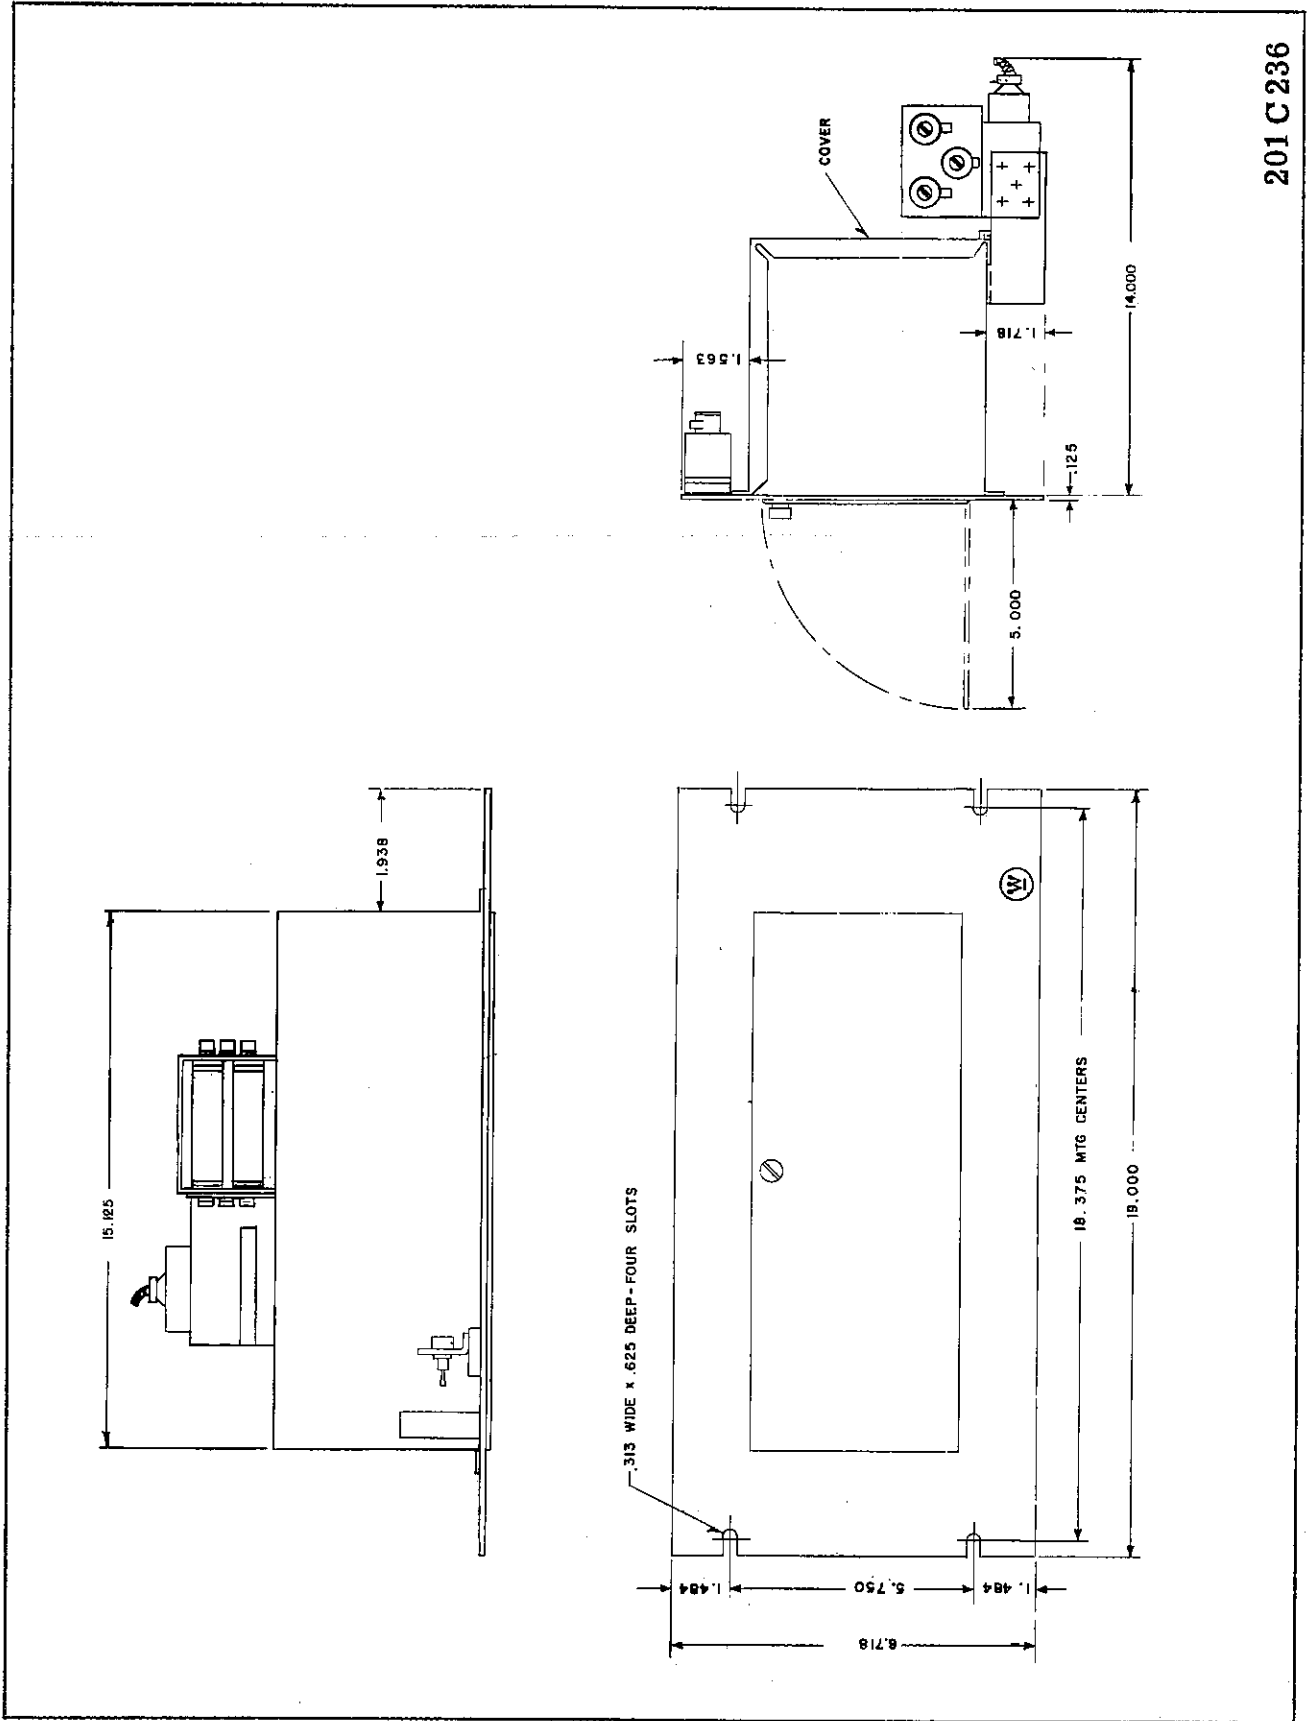 15.125
1.938
.313 WIDE x .625 DEEP-FOUR SLOTS
W
1.484
5.750
1.484
8.718
18.375 MTG CENTERS
19.000
COVER
1.563
1.718
.125
5.000
14.000
201 C 236